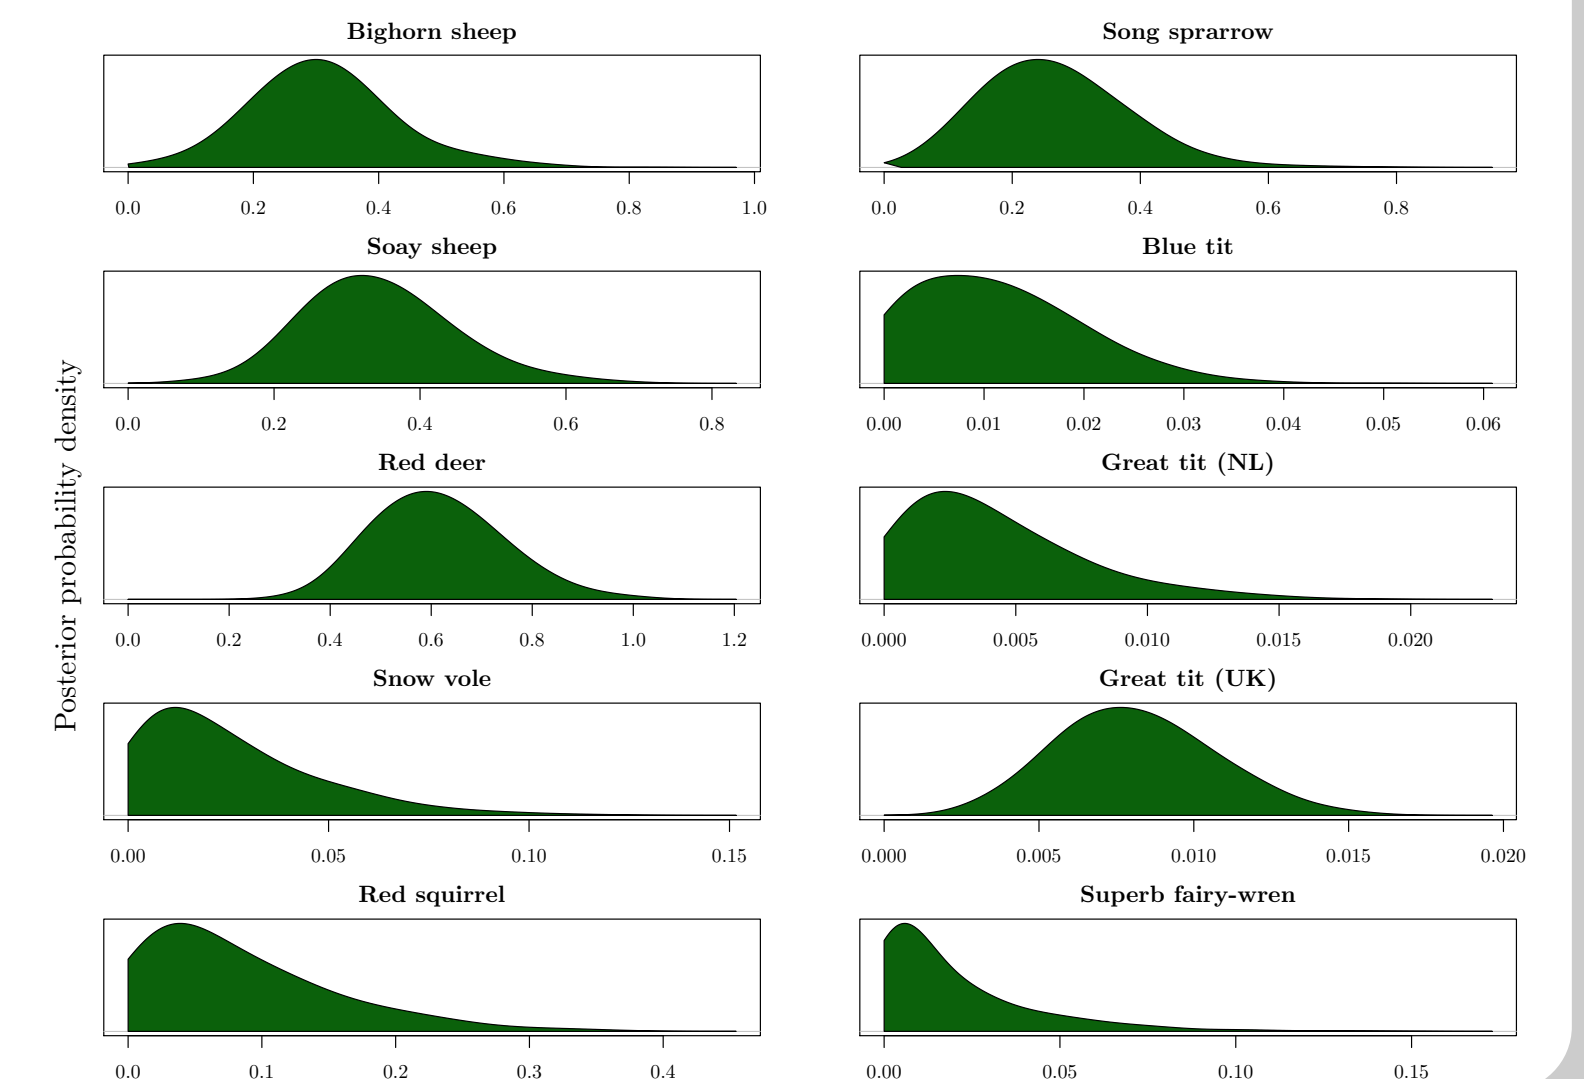 Posterior probability density
Bighorn sheep
0.0 0.2 0.4 0.6 0.8 1.0
Song sprarrow
0.0 0.2 0.4 0.6 0.8
Soay sheep
0.0 0.2 0.4 0.6 0.8
Blue tit
0.00 0.01 0.02 0.03 0.04 0.05 0.06
Red deer
0.0 0.2 0.4 0.6 0.8 1.0 1.2
Great tit (NL)
0.000 0.005 0.010 0.015 0.020
Snow vole
0.00 0.05 0.10 0.15
Great tit (UK)
0.000 0.005 0.010 0.015 0.020
Red squirrel
0.0 0.1 0.2 0.3 0.4
Superb fairy-wren
0.00 0.05 0.10 0.15